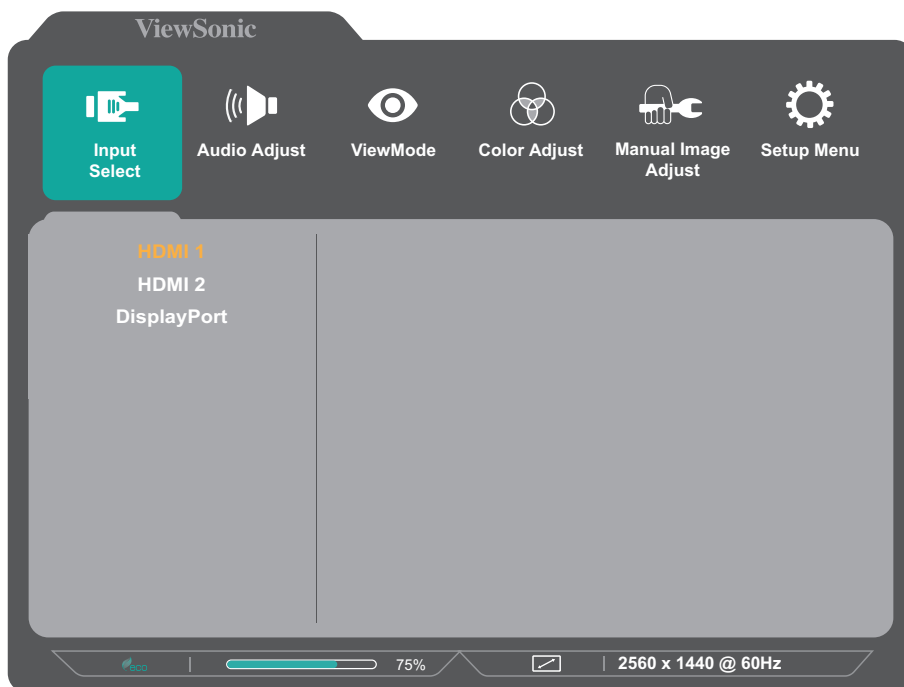 ViewSonic
Input
Select
Audio Adjust
ViewMode
Color Adjust
Manual Image
Adjust
Setup Menu
HDMI 1
HDMI 2
DisplayPort
eco
75%
2560 x 1440 @ 60Hz